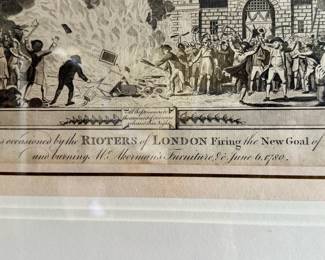 occasioned by the RIOTERS of LONDON Firing the New Goal of
and burning Mr. Akerman's Furniture, &c. June 6, 1780.